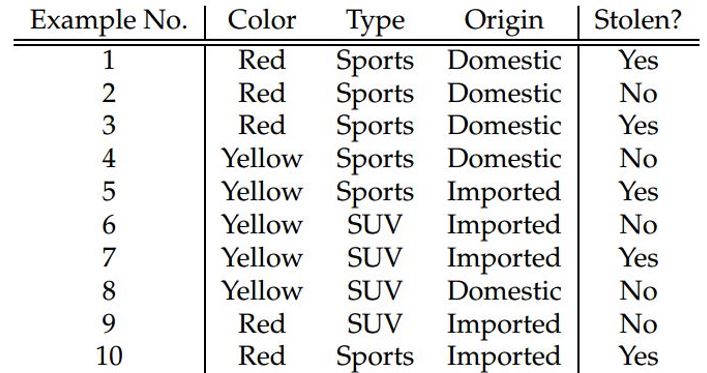 Example No. Color Type Origin Stolen?
1 Red Sports Domestic Yes
2 Red Sports Domestic No
3 Red Sports Domestic Yes
4 Yellow Sports Domestic No
5 Yellow Sports Imported Yes
6 Yellow SUV Imported No
7 Yellow SUV Imported Yes
8 Yellow SUV Domestic No
9 Red SUV Imported No
10 Red Sports Imported Yes